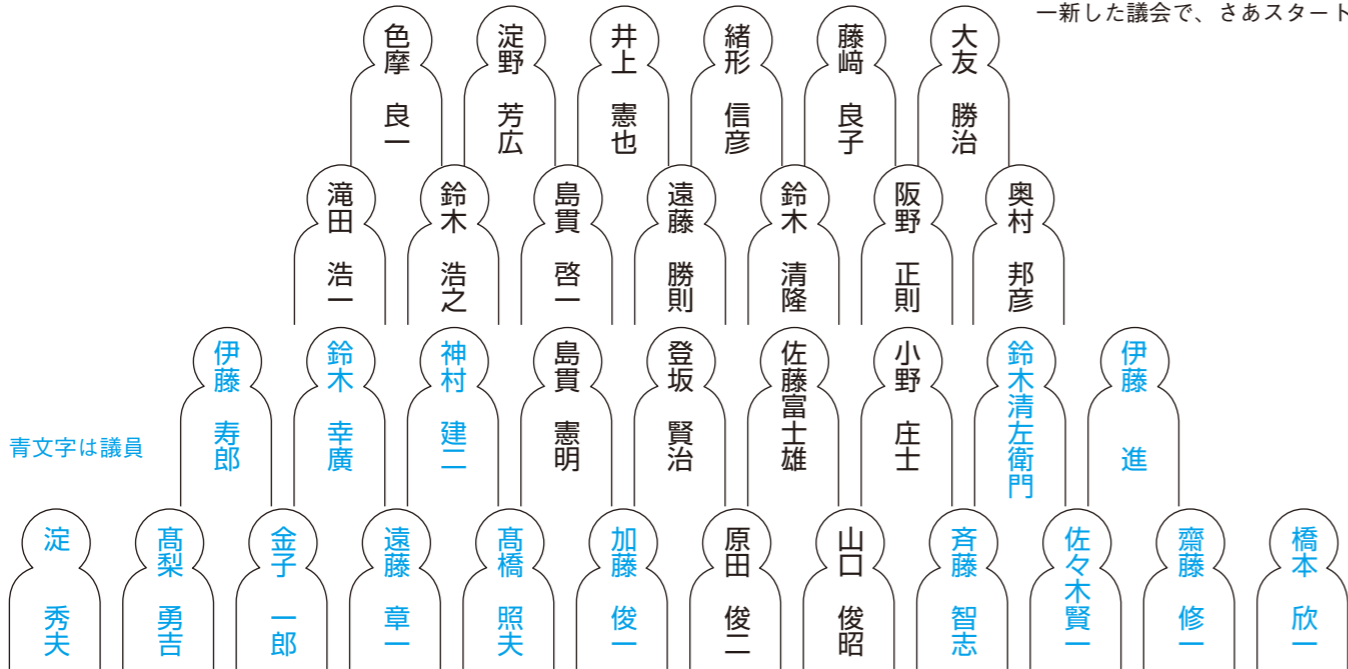 一新した議会で、さあスタート
色摩 良一
淀野 芳広
井上 憲也
緒形 信彦
藤﨑 良子
大友 勝治
滝田 浩一
鈴木 浩之
島貫 啓一
遠藤 勝則
鈴木 清隆
阪野 正則
奥村 邦彦
伊藤 寿郎
鈴木 幸廣
神村 建二
島貫 憲明
登坂 賢治
佐藤富士雄
小野 庄士
鈴木清左衛門
伊藤 進
青文字は議員
淀 秀夫
髙梨 勇吉
金子 一郎
遠藤 章一
髙橋 照夫
加藤 俊一
原田 俊二
山口 俊昭
斉藤 智志
佐々木賢一
齋藤 修一
橋本 欣一